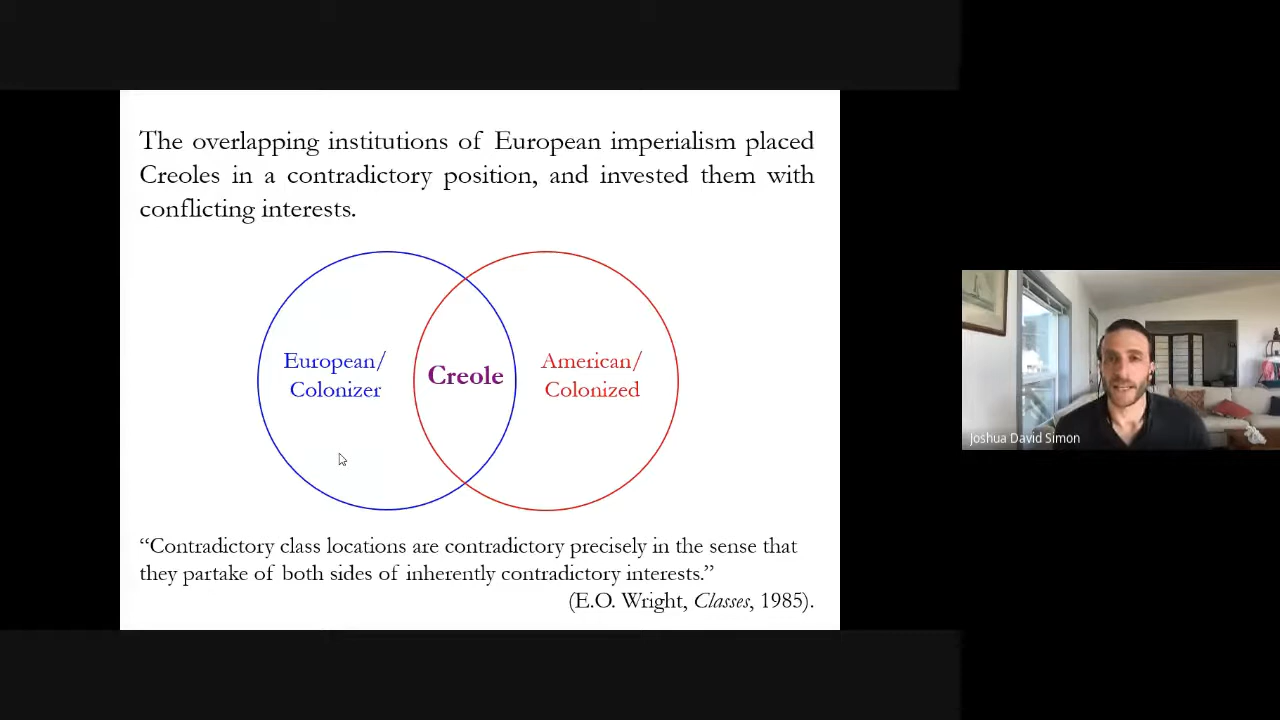 The overlapping institutions of European imperialism placed
Creoles in a contradictory position, and invested them with
conflicting interests.
European/
Colonizer
Creole
American/
Colonized
“Contradictory class locations are contradictory precisely in the sense that
they partake of both sides of inherently contradictory interests.”
(E.O. Wright, Classes, 1985).
Joshua David Simon